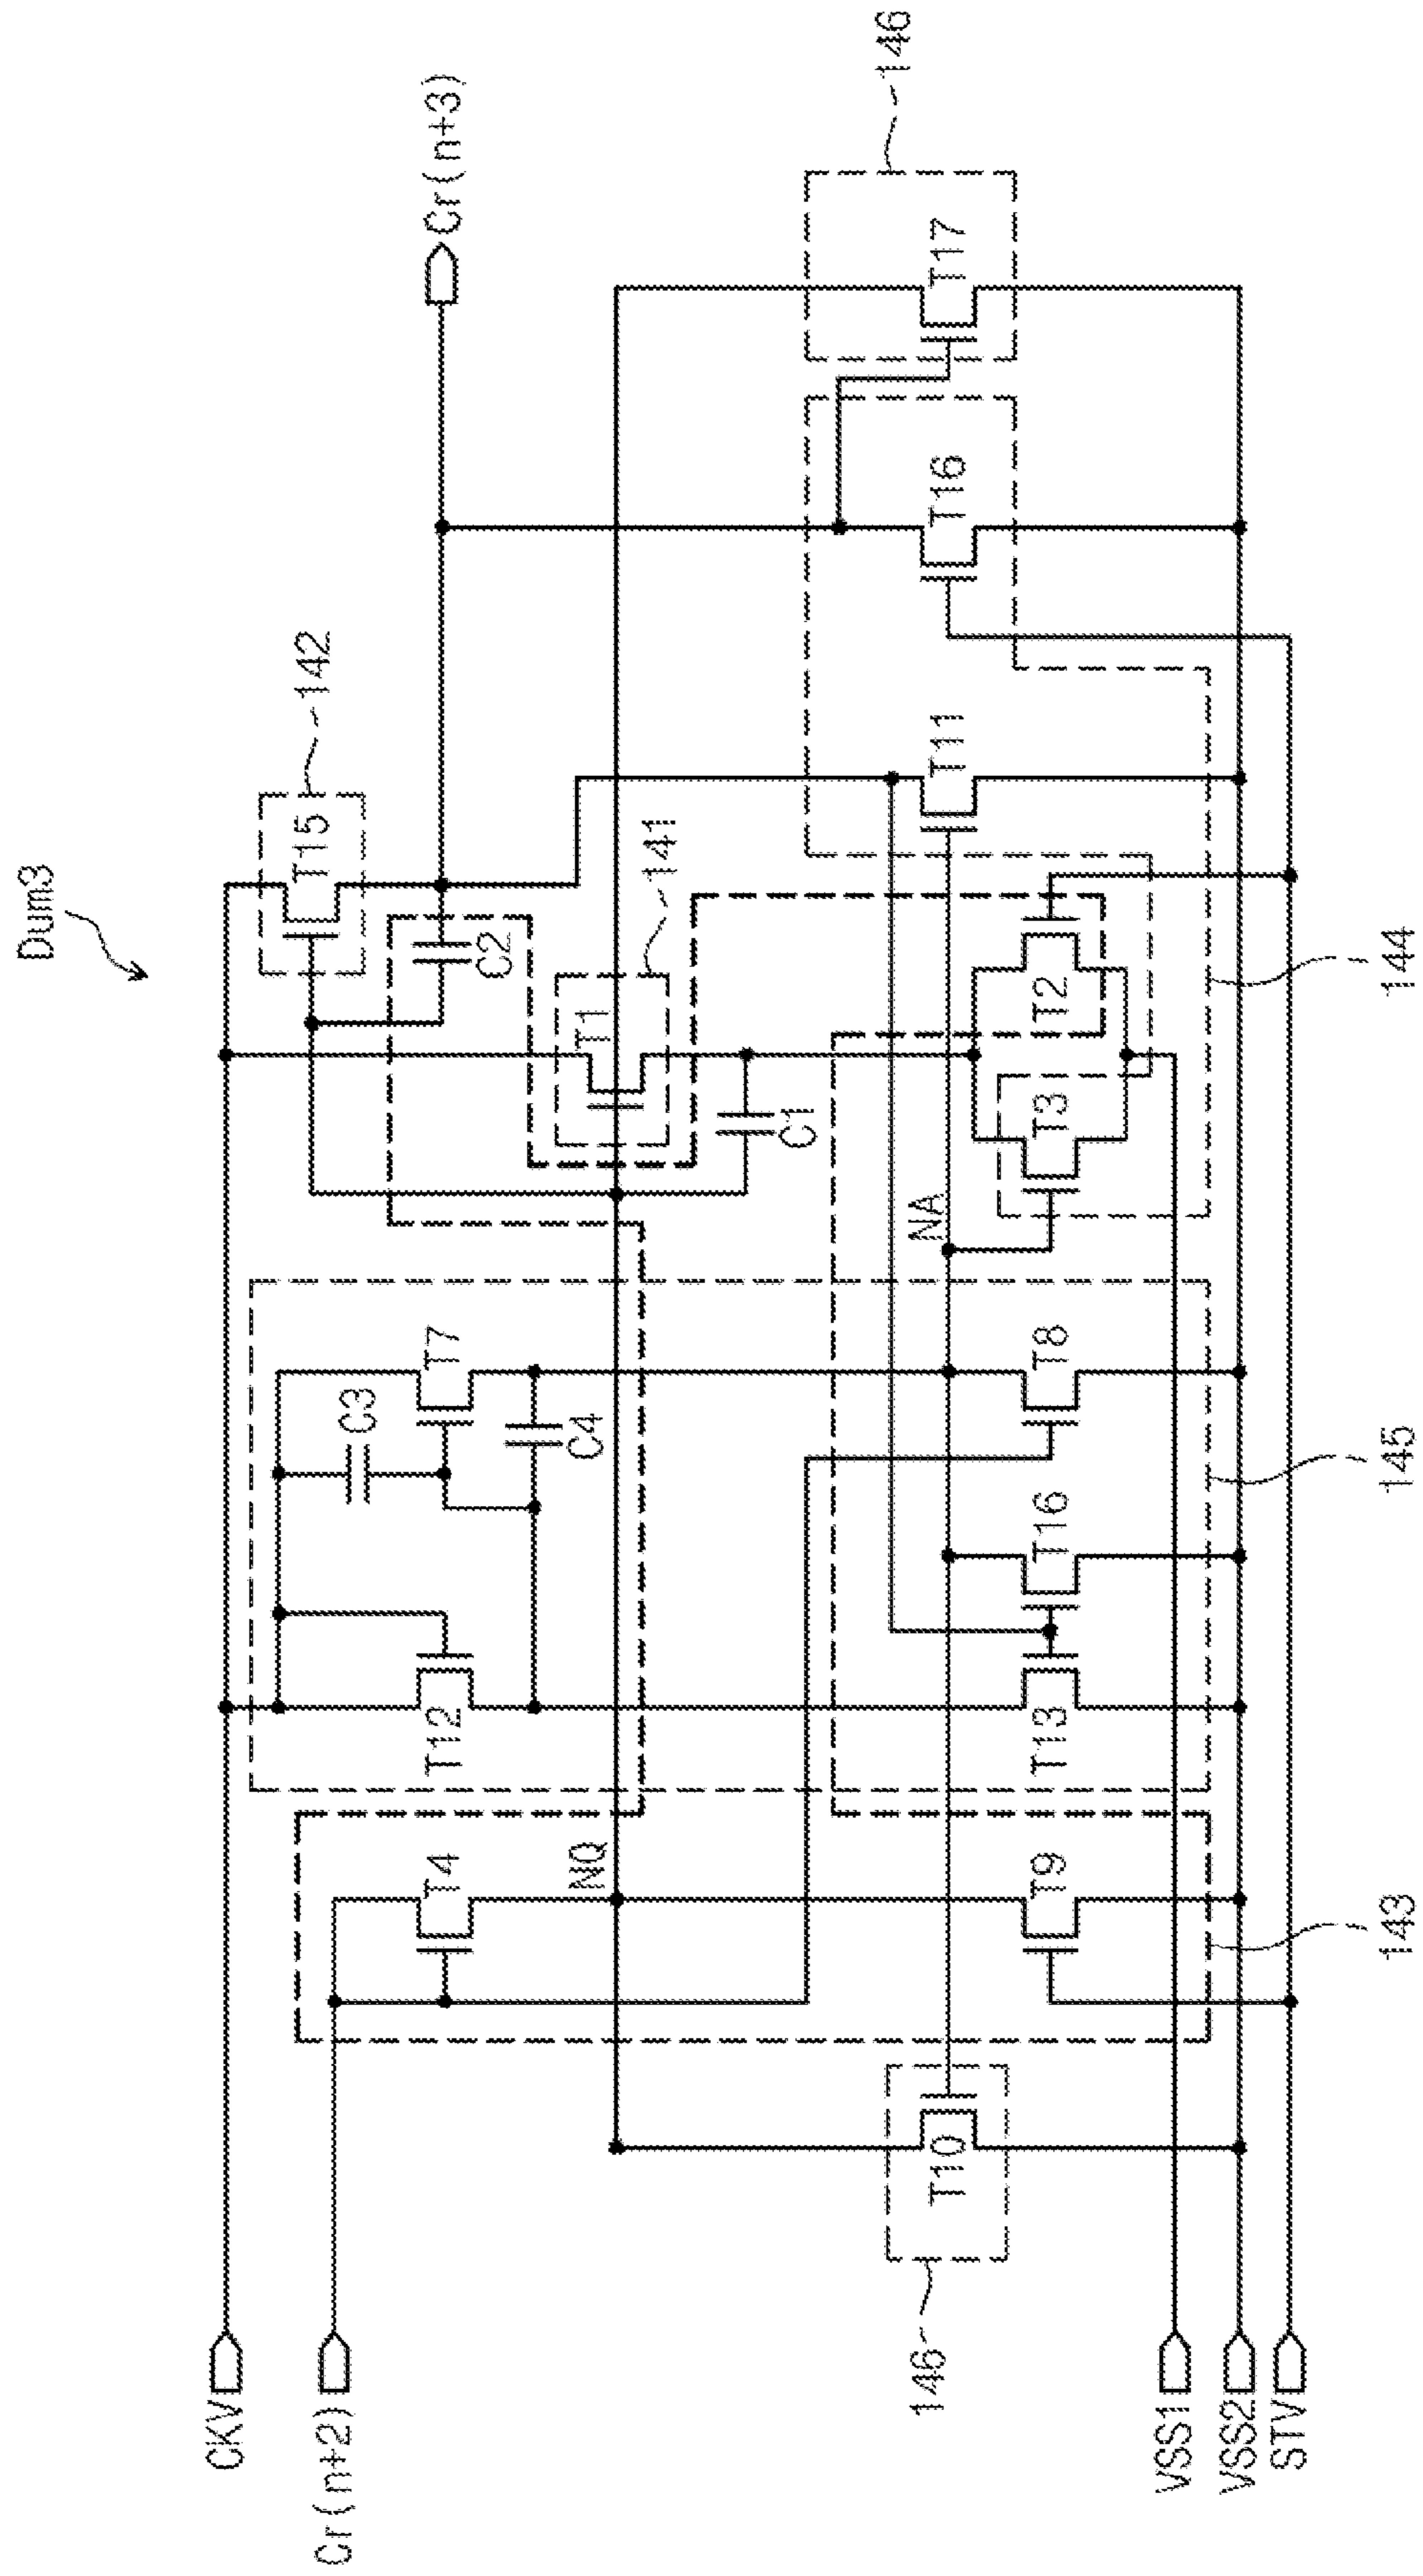 Dum3
CKV
Cr(n+2)
VSS1
VSS2
STV
Cr(n+3)
142
T15
C2
141
T1
C1
146
T17
T16
T11
T2
T3
144
NA
T7
C3
C4
T8
T16
T12
T13
145
NQ
T4
T9
143
T10
146